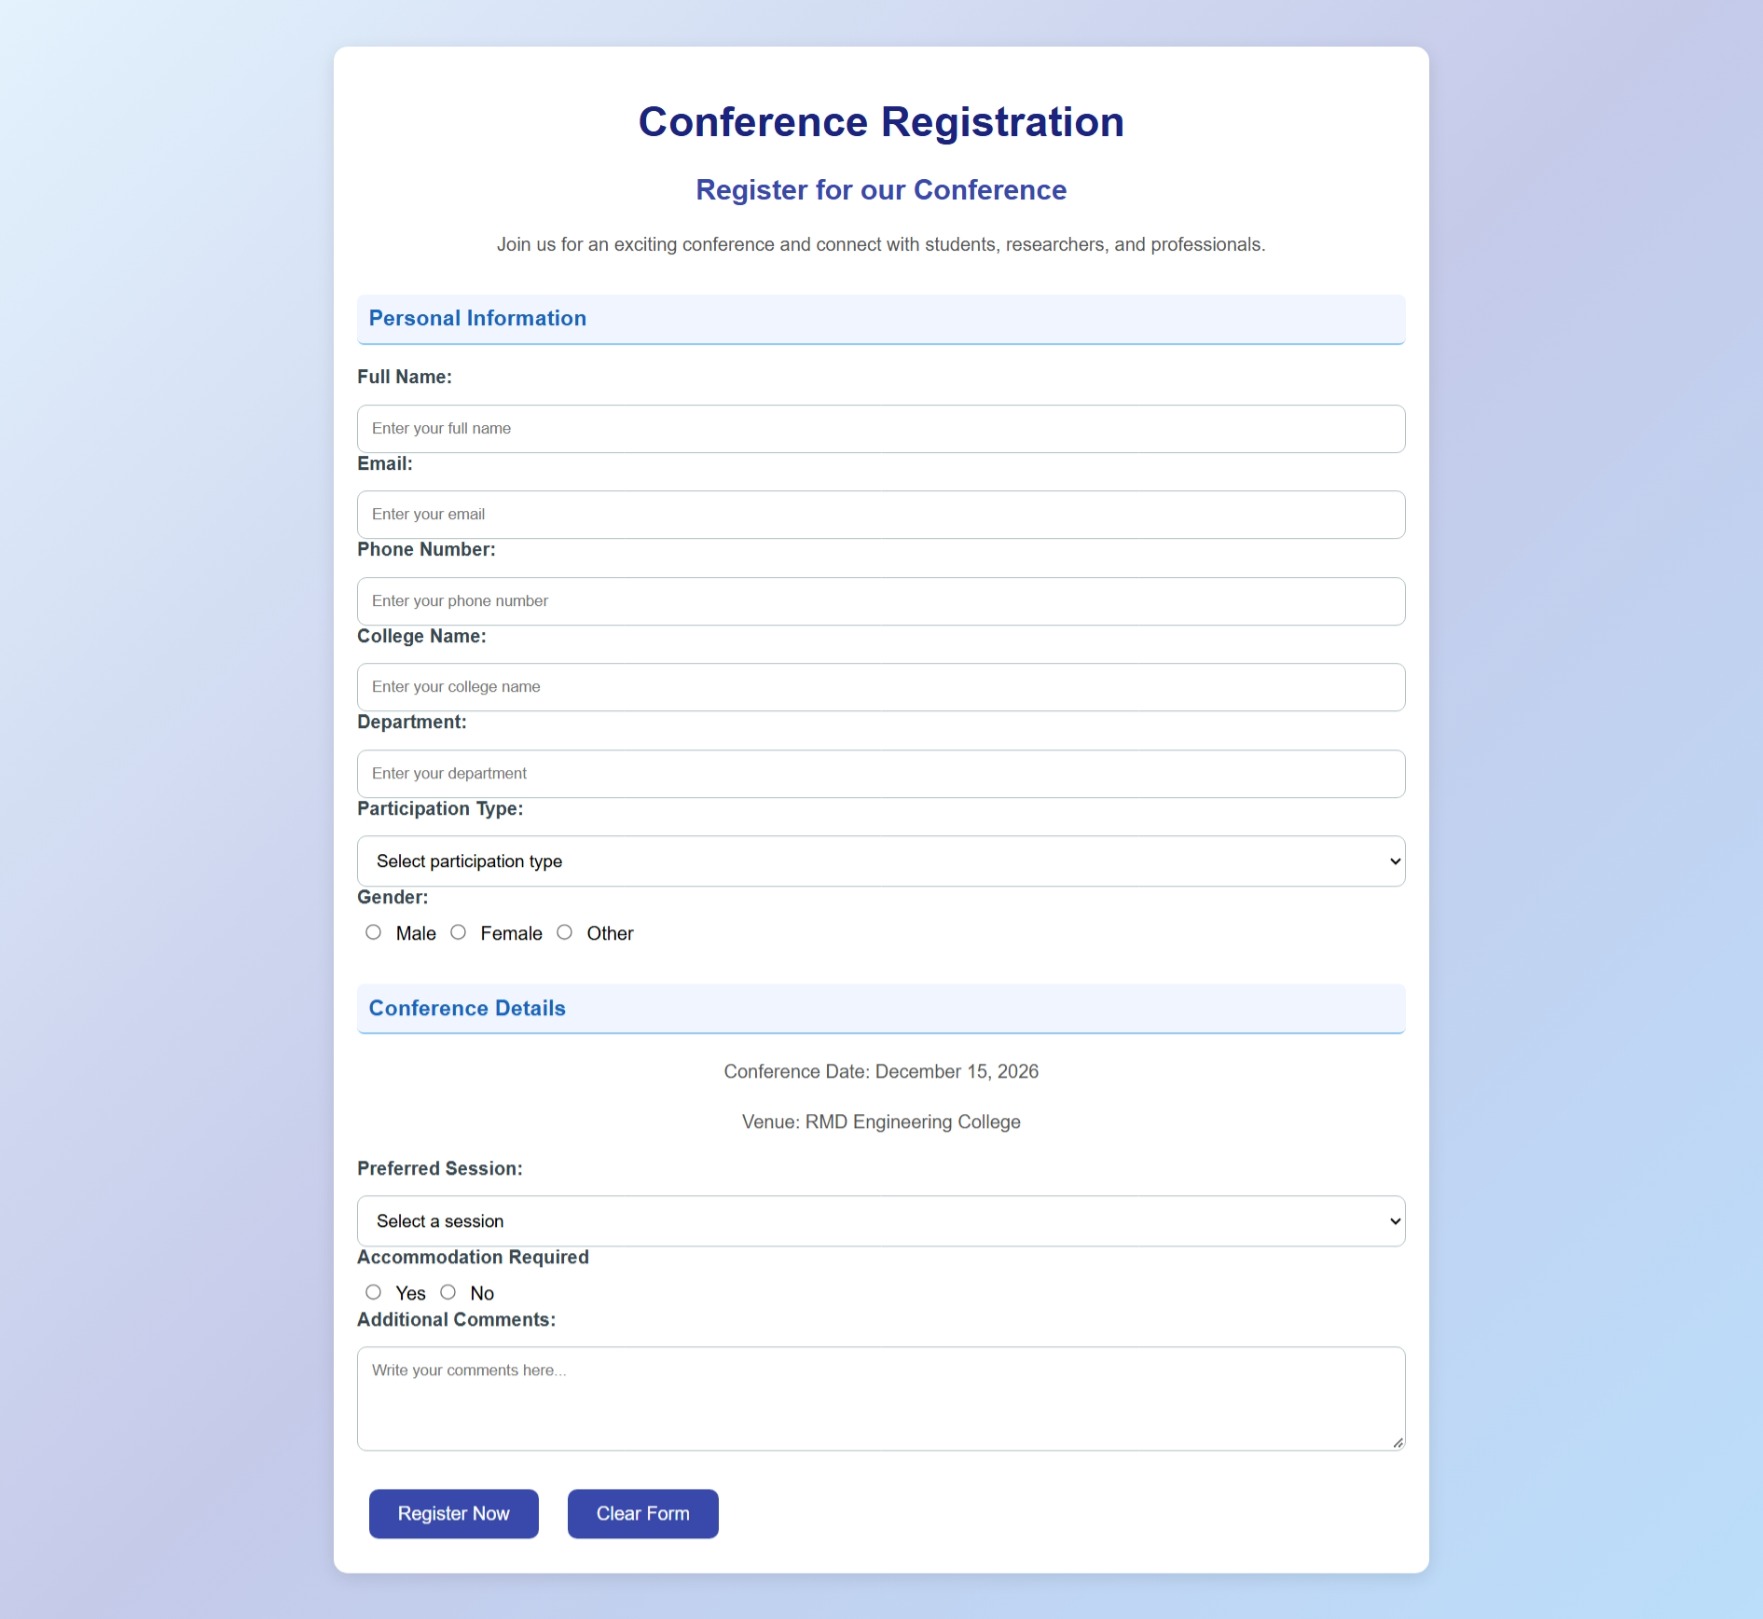 Conference Registration
Register for our Conference
Join us for an exciting conference and connect with students, researchers, and professionals.
Personal Information
Full Name:
Enter your full name
Email:
Enter your email
Phone Number:
Enter your phone number
College Name:
Enter your college name
Department:
Enter your department
Participation Type:
Select participation type
Gender:
Male Female Other
Conference Details
Conference Date: December 15, 2026
Venue: RMD Engineering College
Preferred Session:
Select a session
Accommodation Required
Yes No
Additional Comments:
Write your comments here...
Register Now Clear Form